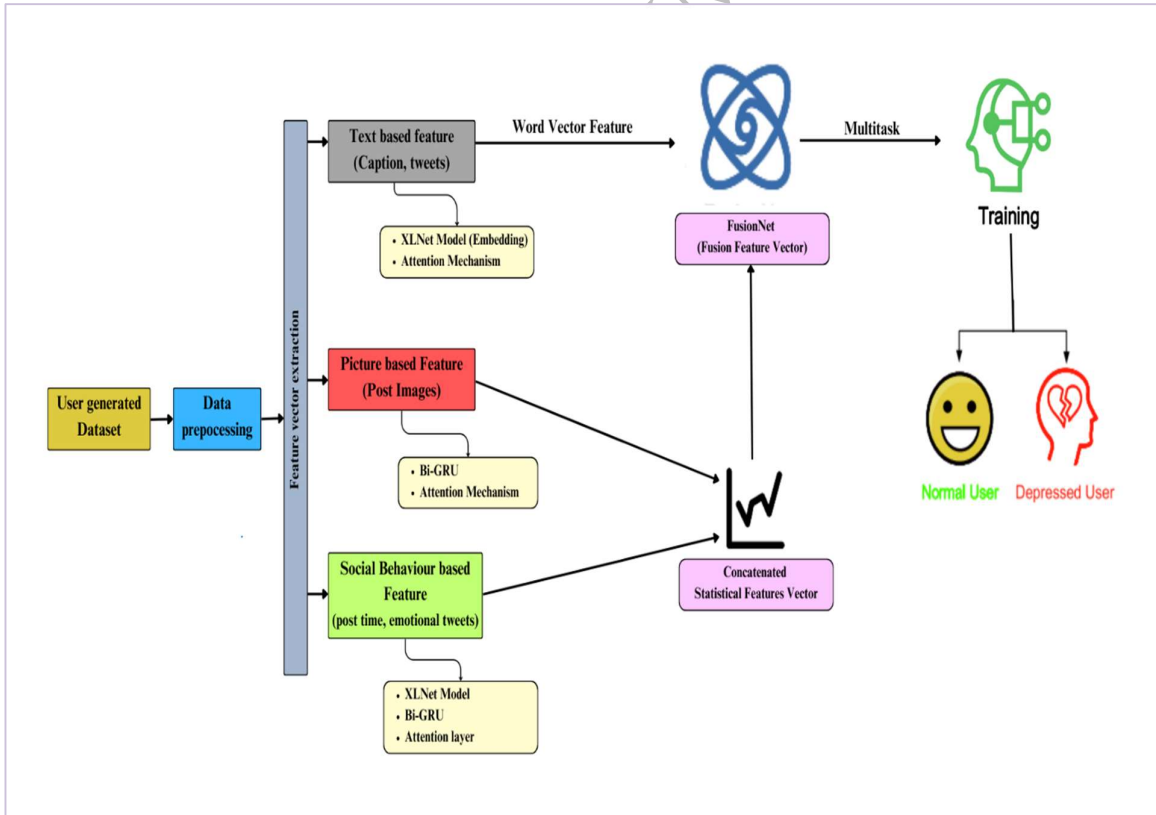 User generated
Dataset
Data
prepocessing
Feature vector extraction
Text based feature
(Caption, tweets)
• XLNet Model (Embedding)
• Attention Mechanism
Picture based Feature
(Post Images)
• Bi-GRU
• Attention Mechanism
Social Behaviour based
Feature
(post time, emotional tweets)
• XLNet Model
• Bi-GRU
• Attention layer
Word Vector Feature
FusionNet
(Fusion Feature Vector)
Concatenated
Statistical Features Vector
Multitask
Training
Normal User
Depressed User